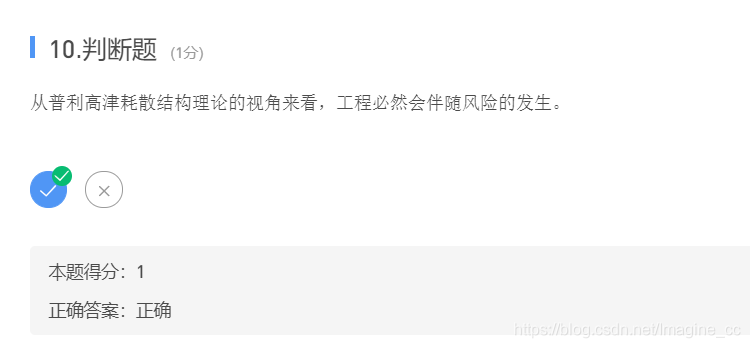 10.判断题 (1分)
从普利高津耗散结构理论的视角来看，工程必然会伴随风险的发生。
本题得分：1
正确答案：正确
https://blog.csdn.net/Imagine_cc